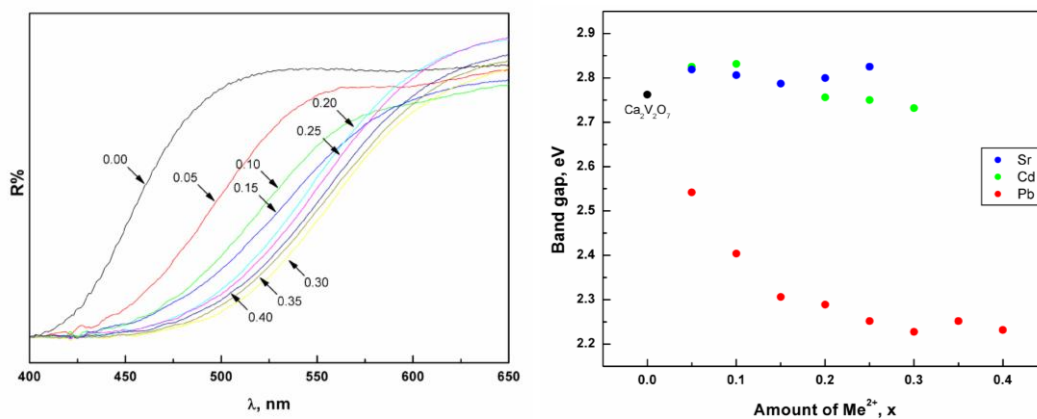 R%
0.00
0.05
0.10
0.15
0.20
0.25
0.30
0.35
0.40
400 450 500 550 600 650
λ, nm
Band gap, eV
2.9
2.8
2.7
2.6
2.5
2.4
2.3
2.2
Ca₂V₂O₇
Sr
Cd
Pb
0.0 0.1 0.2 0.3 0.4
Amount of Me²⁺, x